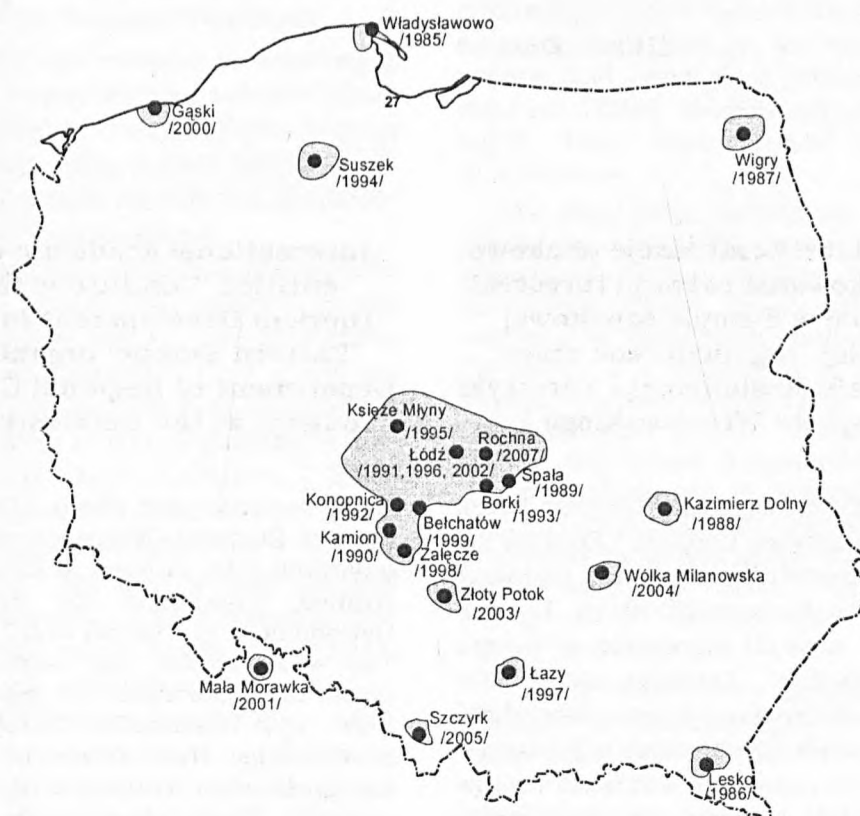 Władysławowo
/1985/
27
Gąski
/2000/
Suszek
/1994/
Wigry
/1987/
Księże Młyny
/1995/
Rochna
/2007/
Łódź
/1991,1996, 2002/
Spała
/1989/
Borki
/1993/
Konopnica
/1992/
Bełchatów
/1999/
Kamion
/1990/
Załęcze
/1998/
Kazimierz Dolny
/1988/
Wólka Milanowska
/2004/
Złoty Potok
/2003/
Łazy
/1997/
Mała Morawka
/2001/
Szczyrk
/2005/
Lesko
/1986/